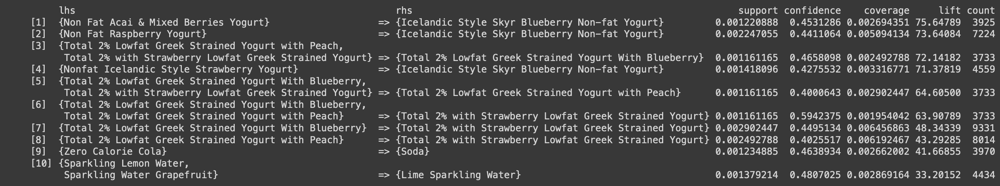 lhs rhs support confidence coverage lift count
[1] {Non Fat Acai & Mixed Berries Yogurt} => {Icelandic Style Skyr Blueberry Non-fat Yogurt} 0.001220888 0.4531286 0.002694351 75.64789 3925
[2] {Non Fat Raspberry Yogurt} => {Icelandic Style Skyr Blueberry Non-fat Yogurt} 0.002247055 0.4411064 0.005094134 73.64084 7224
[3] {Total 2% Lowfat Greek Strained Yogurt with Peach,
Total 2% with Strawberry Lowfat Greek Strained Yogurt} => {Total 2% Lowfat Greek Strained Yogurt With Blueberry} 0.001161165 0.4658098 0.002492788 72.14182 3733
[4] {Nonfat Icelandic Style Strawberry Yogurt} => {Icelandic Style Skyr Blueberry Non-fat Yogurt} 0.001418096 0.4275532 0.003316771 71.37819 4559
[5] {Total 2% Lowfat Greek Strained Yogurt With Blueberry,
Total 2% with Strawberry Lowfat Greek Strained Yogurt} => {Total 2% Lowfat Greek Strained Yogurt with Peach} 0.001161165 0.4000643 0.002902447 64.60500 3733
[6] {Total 2% Lowfat Greek Strained Yogurt With Blueberry,
Total 2% Lowfat Greek Strained Yogurt with Peach} => {Total 2% with Strawberry Lowfat Greek Strained Yogurt} 0.001161165 0.5942375 0.001954042 63.90789 3733
[7] {Total 2% Lowfat Greek Strained Yogurt With Blueberry} => {Total 2% with Strawberry Lowfat Greek Strained Yogurt} 0.002902447 0.4495134 0.006456863 48.34339 9331
[8] {Total 2% Lowfat Greek Strained Yogurt with Peach} => {Total 2% with Strawberry Lowfat Greek Strained Yogurt} 0.002492788 0.4025517 0.006192467 43.29285 8014
[9] {Zero Calorie Cola} => {Soda} 0.001234885 0.4638934 0.002662002 41.66855 3970
[10] {Sparkling Lemon Water,
Sparkling Water Grapefruit} => {Lime Sparkling Water} 0.001379214 0.4807025 0.002869164 33.20152 4434